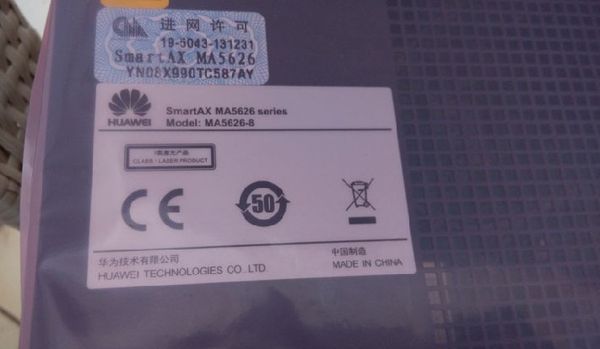 进网许可
19-5043-131231
SmartAX MA5626
YN08X990TC587AY
HUAWEI
SmartAX MA5626 series
Model: MA5626-8
CLASS 1 LASER PRODUCT
CE
50
华为技术有限公司
HUAWEI TECHNOLOGIES CO.,LTD.
中国制造
MADE IN CHINA